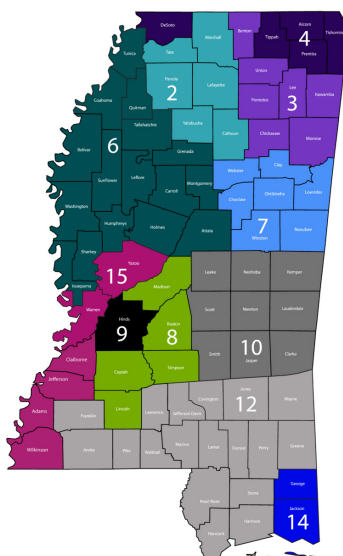 DeSoto
Benton
Tippah
Alcorn
Tishomingo
4
Prentiss
Marshall
Tunica
Tate
Union
Panola
2
Lafayette
Lee
3
Itawamba
Pontotoc
Coahoma
Quitman
Yalobusha
Tallahatchie
Calhoun
Chickasaw
Monroe
Bolivar
6
Grenada
Clay
Webster
Sunflower
Leflore
Montgomery
Carroll
Oktibbeha
Lowndes
Choctaw
Washington
7
Humphreys
Holmes
Attala
Winston
Noxubee
Sharkey
Issaquena
Yazoo
15
Leake
Neshoba
Kemper
Madison
Warren
Hinds
9
Rankin
8
Scott
Newton
Lauderdale
10
Claiborne
Smith
Jasper
Clarke
Copiah
Simpson
Jefferson
Jones
12
Covington
Wayne
Adams
Franklin
Lincoln
Lawrence
Jefferson Davis
Wilkinson
Amite
Pike
Walthall
Marion
Lamar
Forrest
Perry
Greene
George
Pearl River
Stone
Jackson
14
Harrison
Hancock